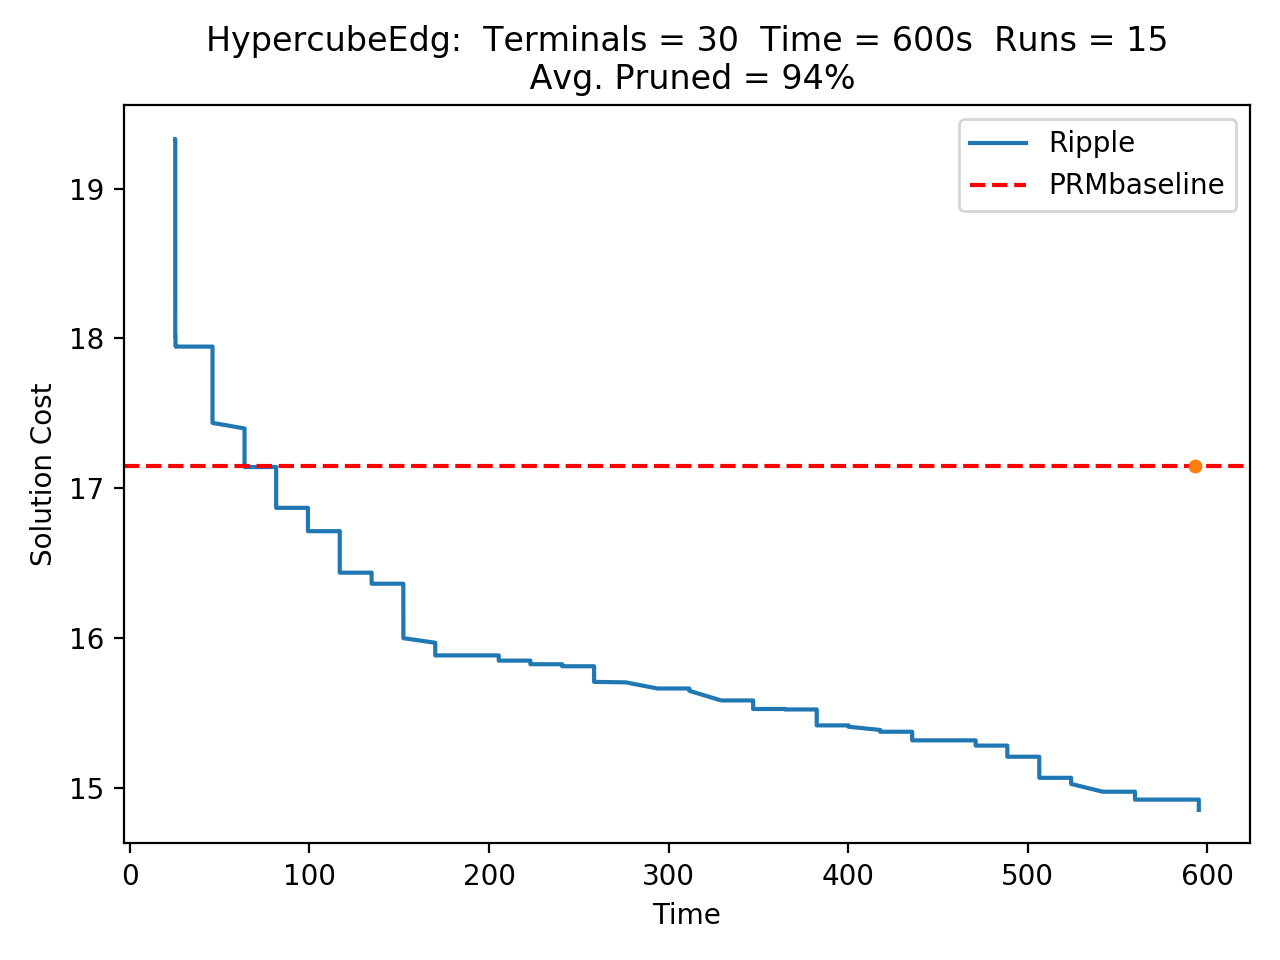 HypercubeEdg:  Terminals = 30  Time = 600s  Runs = 15
Avg. Pruned = 94%
Ripple
PRMbaseline
19
18
17
16
15
Solution Cost
0 100 200 300 400 500 600
Time